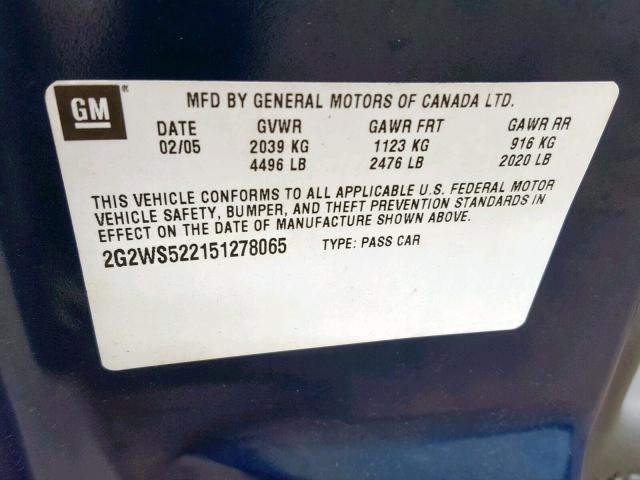 GM®
MFD BY GENERAL MOTORS OF CANADA LTD.
DATE GVWR GAWR FRT GAWR RR
02/05 2039 KG 1123 KG 916 KG
4496 LB 2476 LB 2020 LB
THIS VEHICLE CONFORMS TO ALL APPLICABLE U.S. FEDERAL MOTOR
VEHICLE SAFETY, BUMPER, AND THEFT PREVENTION STANDARDS IN
EFFECT ON THE DATE OF MANUFACTURE SHOWN ABOVE.
2G2WS522151278065 TYPE: PASS CAR